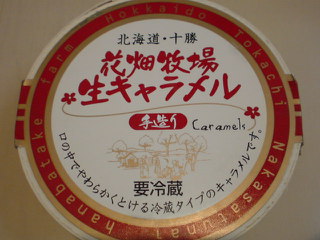 北海道・十勝
花畑牧場
生キャラメル
手造り Caramels
要冷蔵
口の中でやわらかくとける冷蔵タイプのキャラメルです。
hanabatake farm Hokkaido Tokachi Nakasatsunai